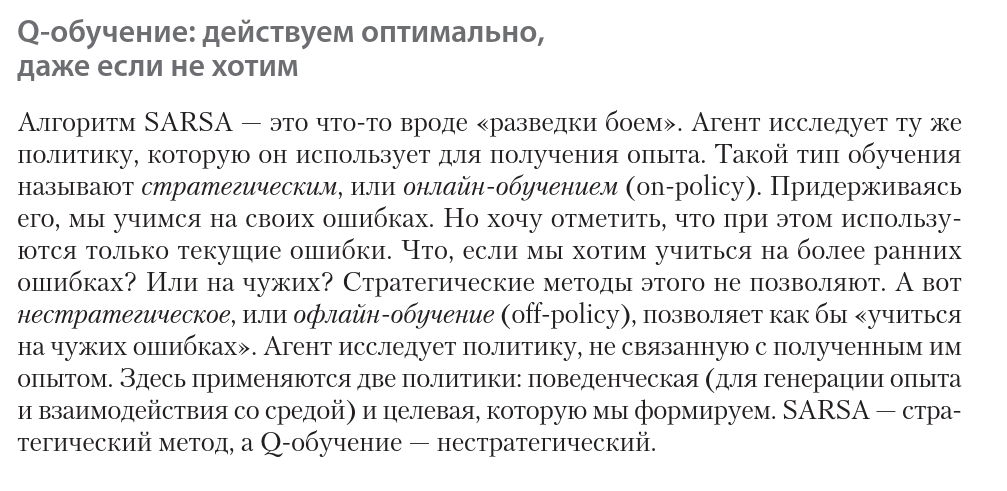 Q-обучение: действуем оптимально,
даже если не хотим
Алгоритм SARSA — это что-то вроде «разведки боем». Агент исследует ту же
политику, которую он использует для получения опыта. Такой тип обучения
называют стратегическим, или онлайн-обучением (on-policy). Придерживаясь
его, мы учимся на своих ошибках. Но хочу отметить, что при этом использу-
ются только текущие ошибки. Что, если мы хотим учиться на более ранних
ошибках? Или на чужих? Стратегические методы этого не позволяют. А вот
нестратегическое, или офлайн-обучение (off-policy), позволяет как бы «учиться
на чужих ошибках». Агент исследует политику, не связанную с полученным им
опытом. Здесь применяются две политики: поведенческая (для генерации опыта
и взаимодействия со средой) и целевая, которую мы формируем. SARSA — стра-
тегический метод, а Q-обучение — нестратегический.